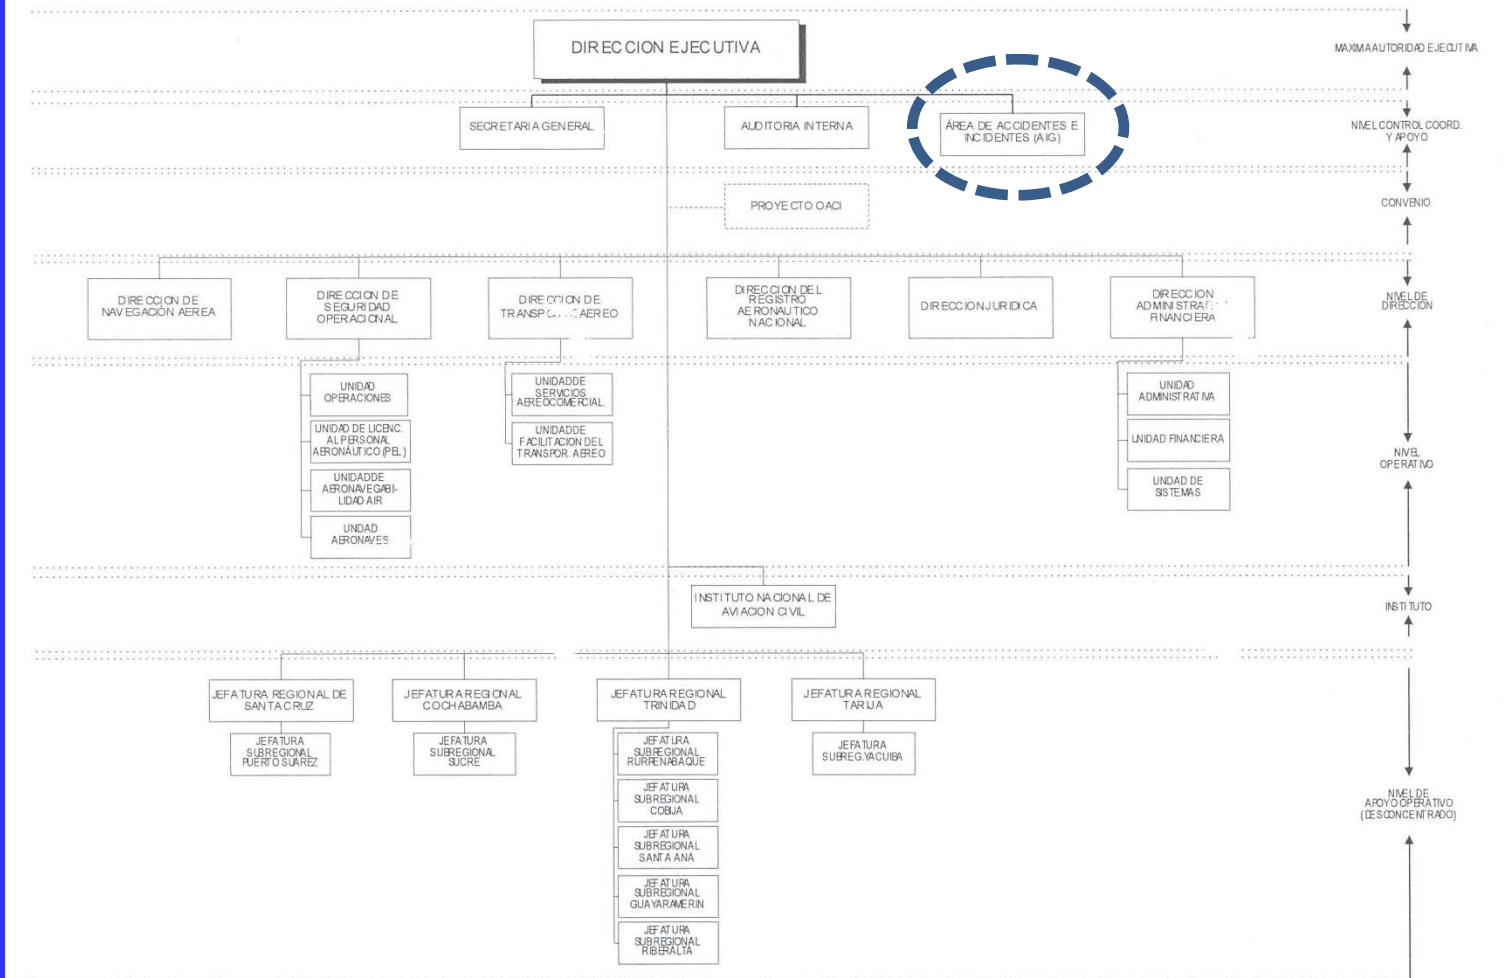 DIRECCION EJECUTIVA
MAXIMA AUTORIDAD EJECUTIVA
SECRETARIA GENERAL
AUDITORIA INTERNA
ÁREA DE ACCIDENTES E
INCIDENTES (AIG)
NIVEL CONTROL COORD.
Y APOYO
PROYECTO OACI
CONVENIO
DIRECCION DE
NAVEGACIÓN AEREA
DIRECCION DE
SEGURIDAD
OPERACIONAL
DIRECCION DE
AEREO
DIRECCION DEL
REGISTRO
AERONAUTICO
NACIONAL
DIRECCION JURIDICA
DIRECCION
FINANCIERA
NIVEL DE
DIRECCIÓN
UNIDAD
OPERACIONES
UNIDAD DE LICENC.
AL PERSONAL
AERONÁUTICO (PEL)
UNIDAD DE
AERONAVEGABI-
LIDAD AIR
UNIDAD
AERONAVES
UNIDAD DE
SERVICIOS
AEREOCOMERCIAL.
UNIDAD DE
FACILITACION DEL
TRANSPOR. AEREO
UNIDAD
ADMINISTRATIVA
UNIDAD FINANCIERA
UNIDAD DE
SISTEMAS
NIVEL
OPERATIVO
INSTITUTO NACIONAL DE
AVIACION CIVIL
INSTITUTO
JEFATURA REGIONAL DE
SANTA CRUZ
JEFATURA
SUBREGIONAL
PUERTO SUAREZ
JEFATURA REGIONAL
COCHABAMBA
JEFATURA
SUBREGIONAL
SUCRE
JEFATURA REGIONAL
TRINIDAD
JEFATURA
SUBREGIONAL
RURRENABAQUE
JEFATURA
SUBREGIONAL
COBIJA
JEFATURA
SUBREGIONAL
SANTA ANA
JEFATURA
SUBREGIONAL
GUAYARAMERIN
JEFATURA
SUBREGIONAL
RIBERALTA
JEFATURA REGIONAL
TARIJA
JEFATURA
SUBREG.YACUIBA
NIVEL DE
APOYO OPERATIVO
(DESCONCENTRADO)